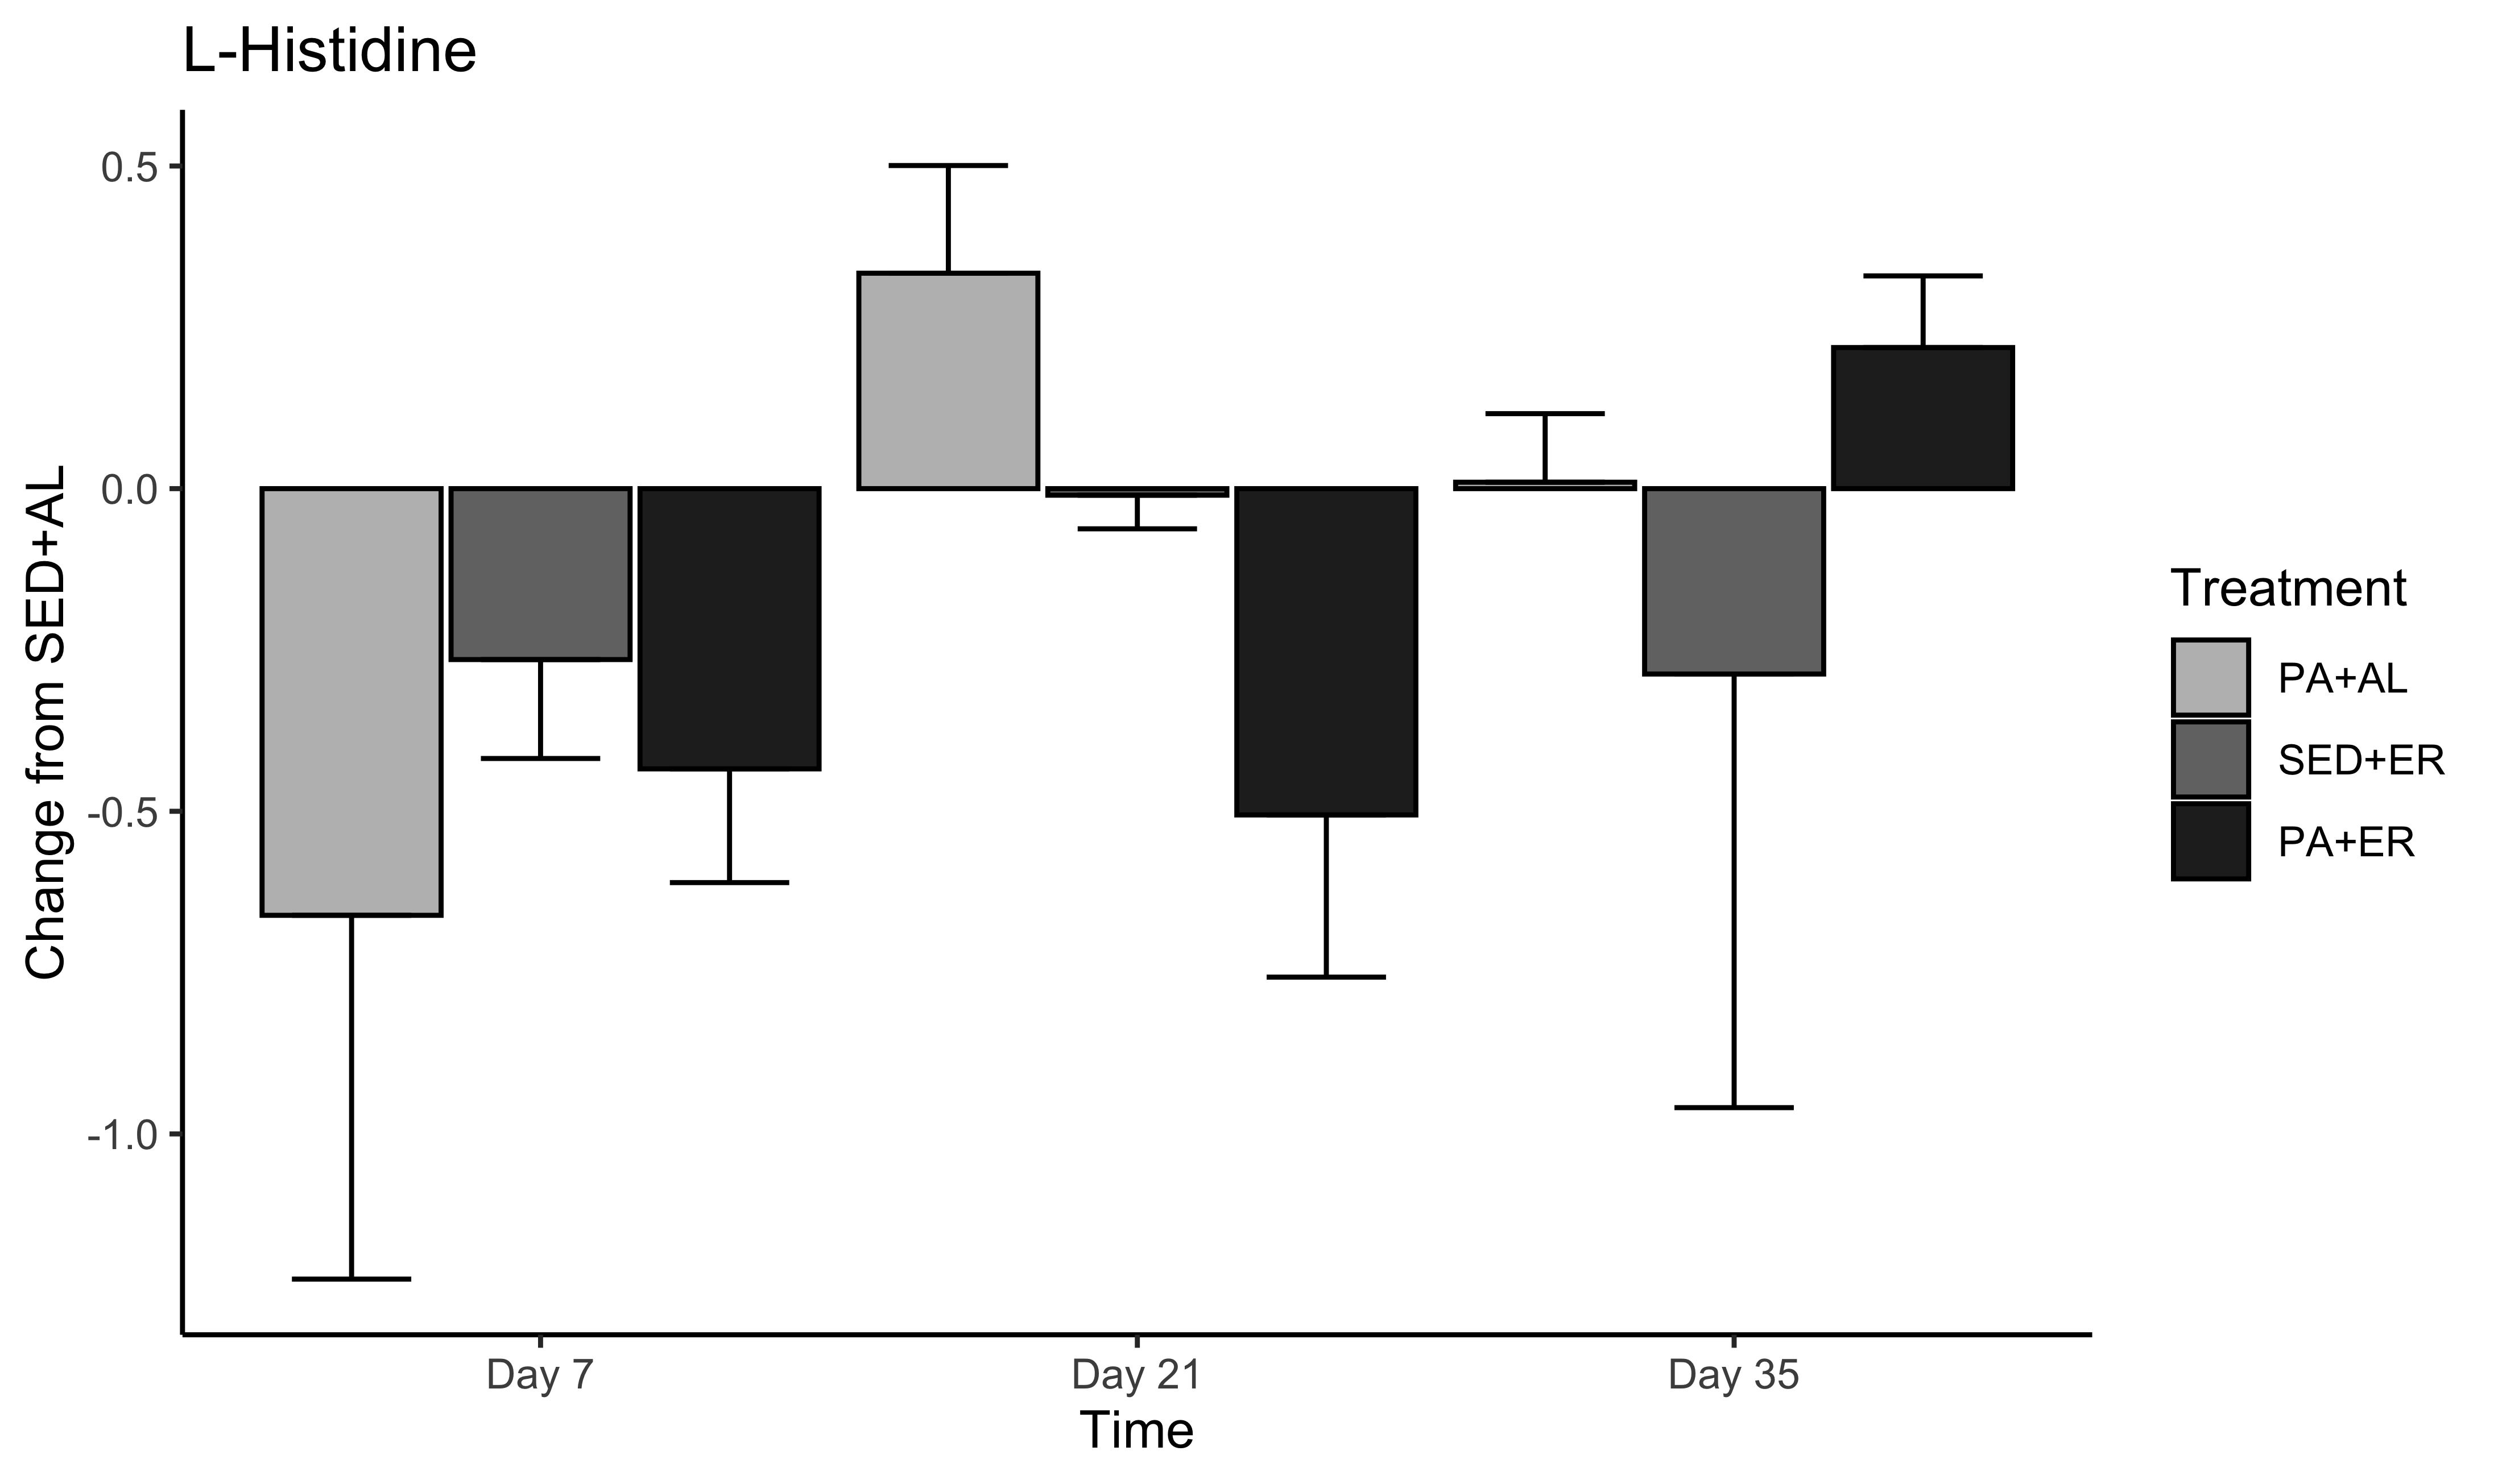 L-Histidine
Change from SED+AL
0.5
0.0
-0.5
-1.0
Day 7
Day 21
Day 35
Time
Treatment
PA+AL
SED+ER
PA+ER